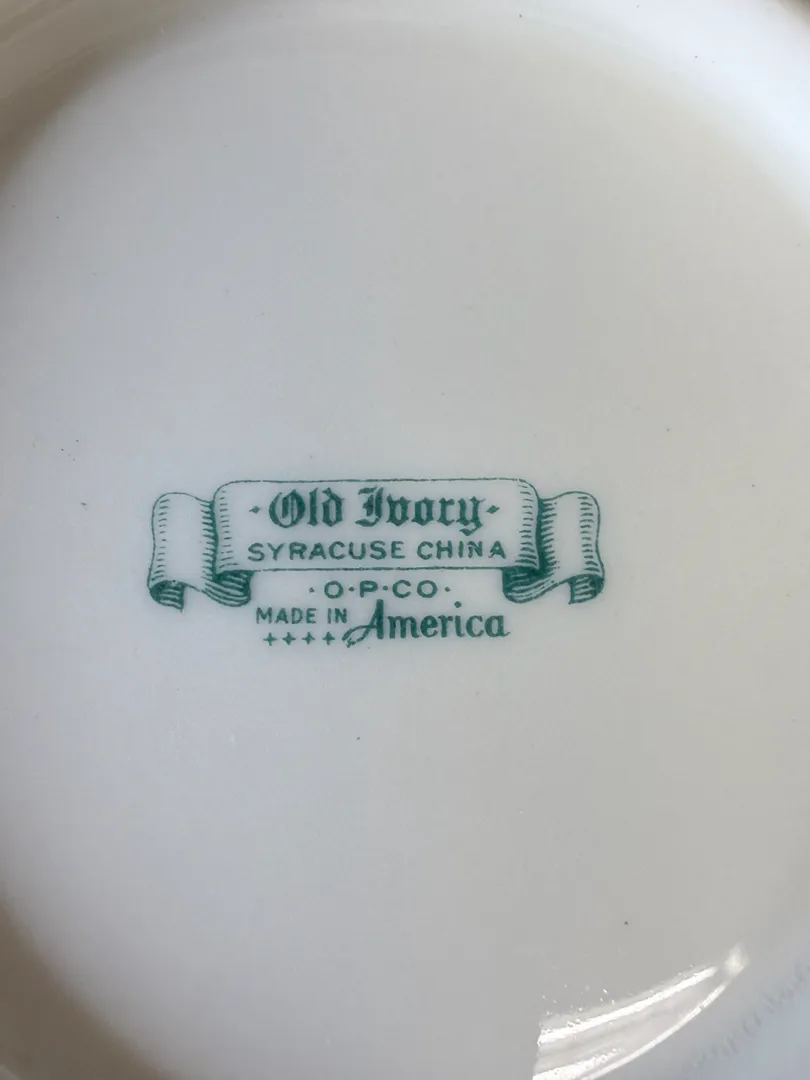 ·Old Ivory·
SYRACUSE CHINA
·O·P·CO·
MADE IN America
++++